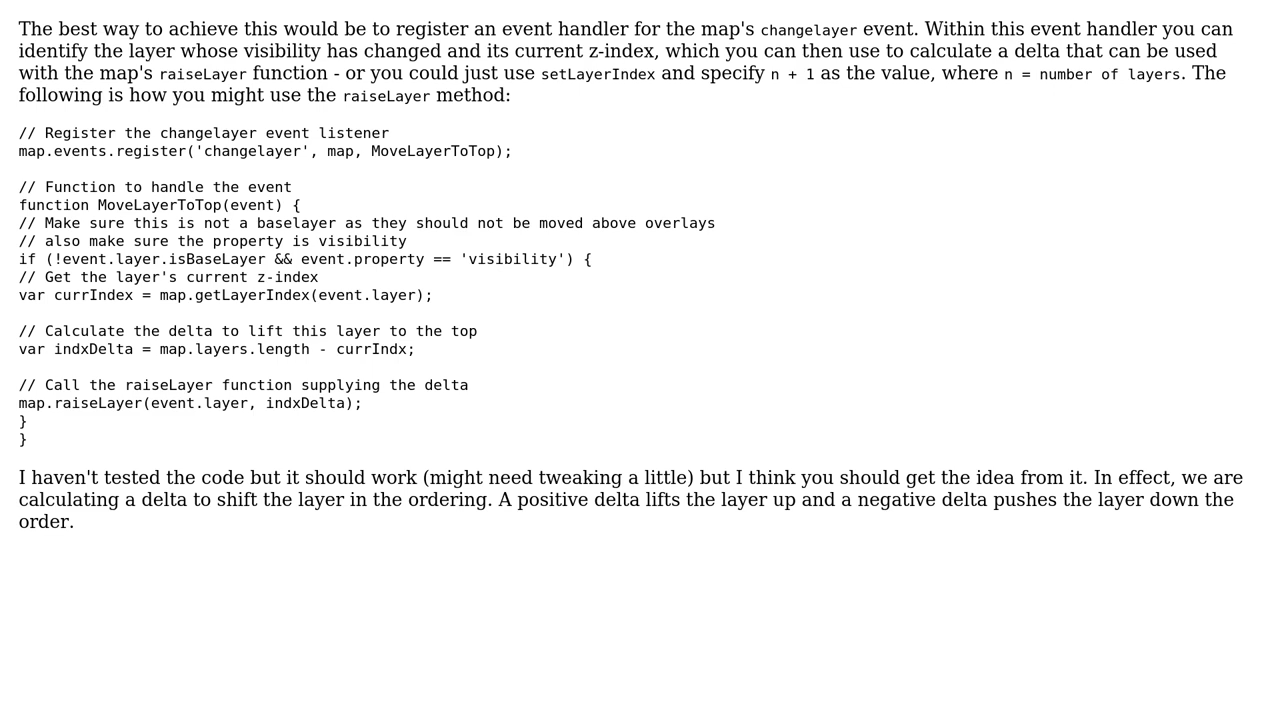 The best way to achieve this would be to register an event handler for the map's changelayer event. Within this event handler you can
identify the layer whose visibility has changed and its current z-index, which you can then use to calculate a delta that can be used
with the map's raiseLayer function - or you could just use setLayerIndex and specify n + 1 as the value, where n = number of layers. The
following is how you might use the raiseLayer method:
// Register the changelayer event listener
map.events.register('changelayer', map, MoveLayerToTop);
// Function to handle the event
function MoveLayerToTop(event) {
// Make sure this is not a baselayer as they should not be moved above overlays
// also make sure the property is visibility
if (!event.layer.isBaseLayer && event.property == 'visibility') {
// Get the layer's current z-index
var currIndex = map.getLayerIndex(event.layer);
// Calculate the delta to lift this layer to the top
var indxDelta = map.layers.length - currIndx;
// Call the raiseLayer function supplying the delta
map.raiseLayer(event.layer, indxDelta);
}
}
I haven't tested the code but it should work (might need tweaking a little) but I think you should get the idea from it. In effect, we are
calculating a delta to shift the layer in the ordering. A positive delta lifts the layer up and a negative delta pushes the layer down the
order.